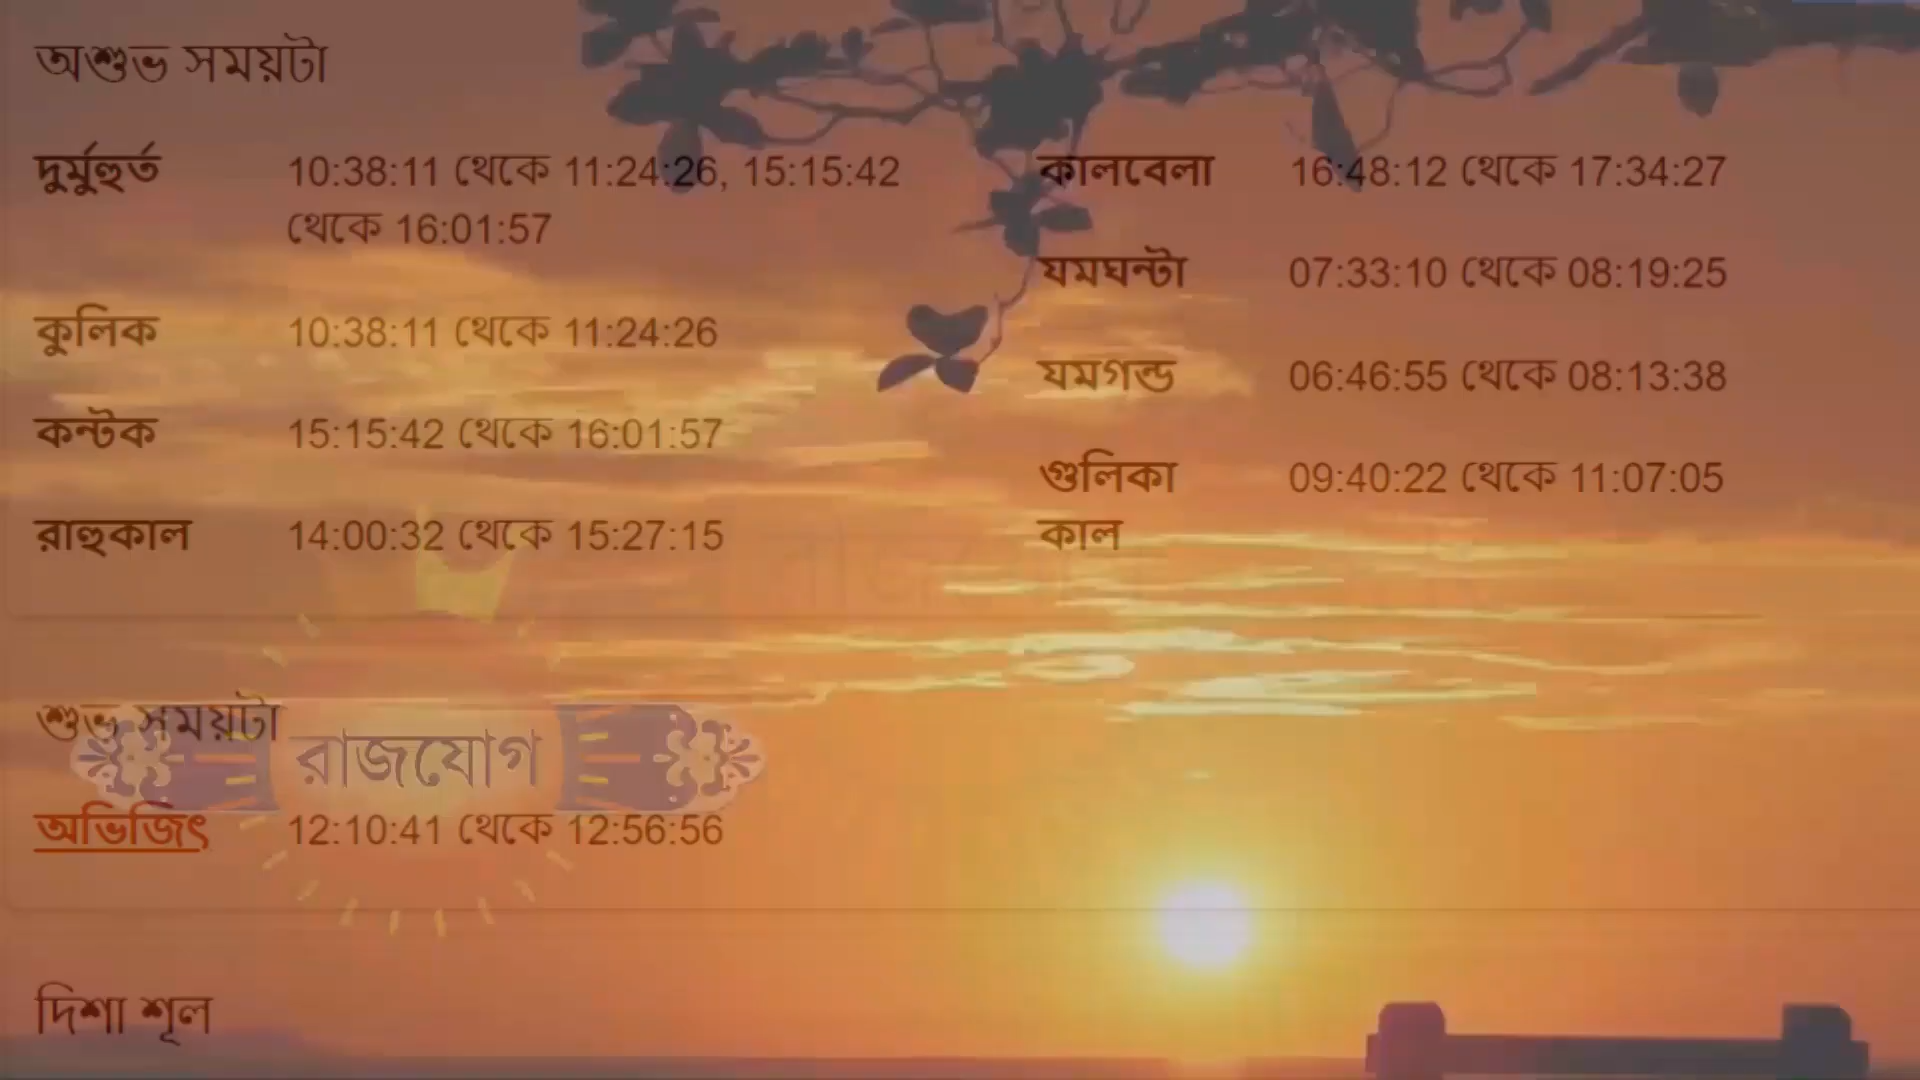 অশুভ সময়টা
দুর্মুহুর্ত 10:38:11 থেকে 11:24:26, 15:15:42
থেকে 16:01:57
কুলিক 10:38:11 থেকে 11:24:26
কন্টক 15:15:42 থেকে 16:01:57
রাহুকাল 14:00:32 থেকে 15:27:15
কালবেলা 16:48:12 থেকে 17:34:27
যমঘন্টা 07:33:10 থেকে 08:19:25
যমগন্ড 06:46:55 থেকে 08:13:38
গুলিকা 09:40:22 থেকে 11:07:05
কাল
শুভ সময়টা
রাজযোগ
অভিজিৎ 12:10:41 থেকে 12:56:56
দিশা শূল